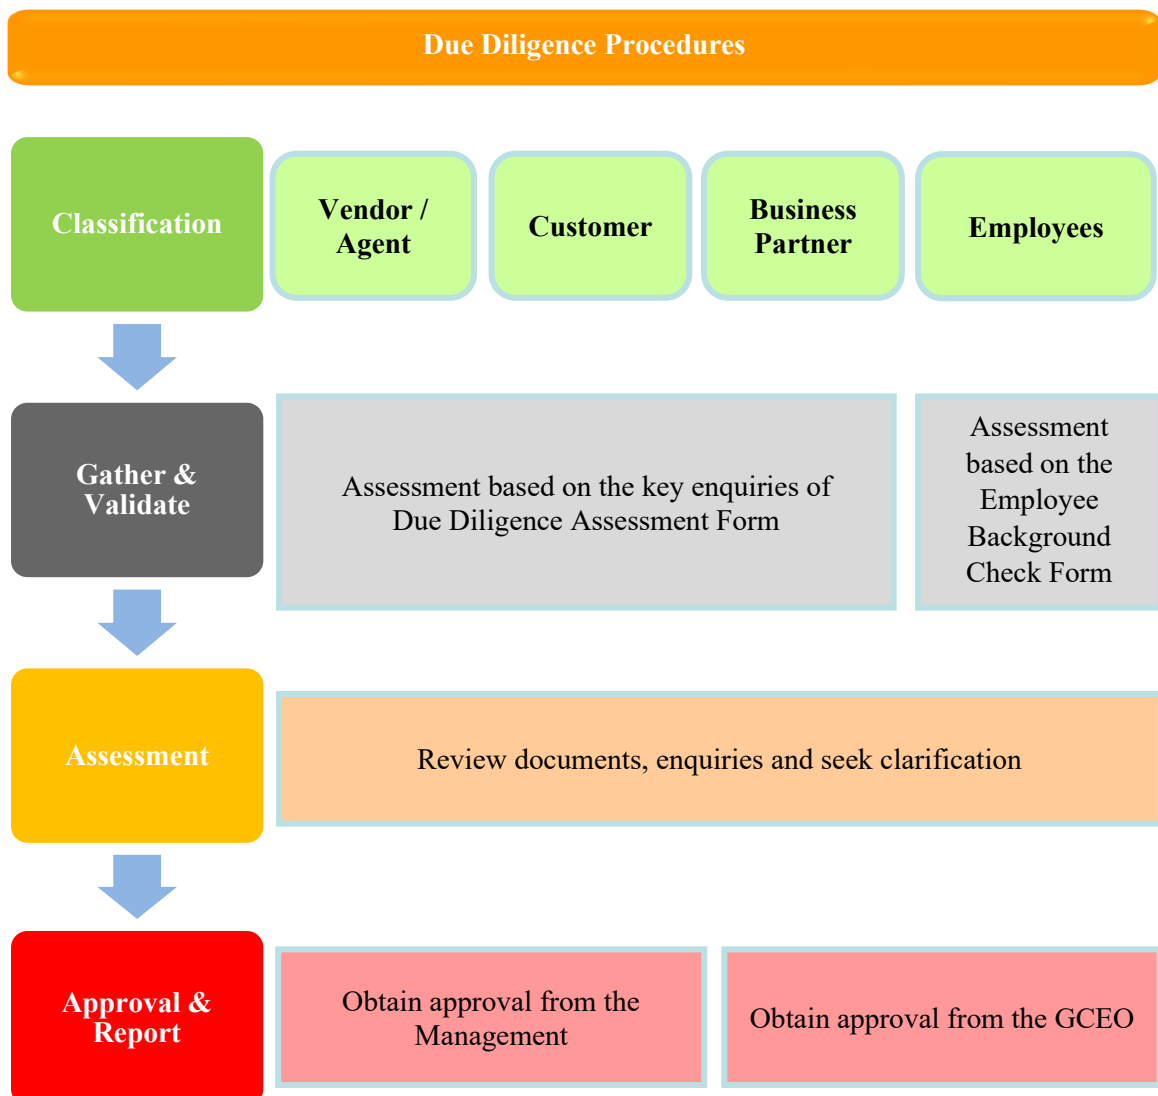 Due Diligence Procedures
Classification
Vendor /
Agent
Customer
Business
Partner
Employees
Gather &
Validate
Assessment based on the key enquiries of
Due Diligence Assessment Form
Assessment
based on the
Employee
Background
Check Form
Assessment
Review documents, enquiries and seek clarification
Approval &
Report
Obtain approval from the
Management
Obtain approval from the GCEO